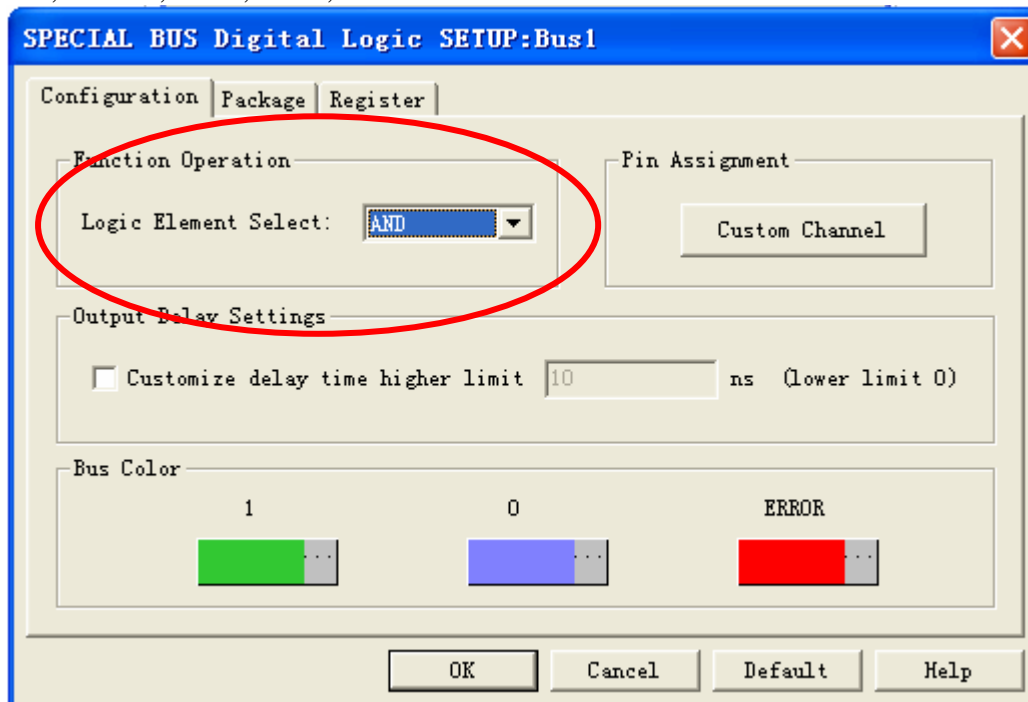 SPECIAL BUS Digital Logic SETUP:Bus1
Configuration Package Register
Function Operation
Pin Assignment
Logic Element Select: AND
Custom Channel
Output Delay Settings
Customize delay time higher limit 10 ns (lower limit 0)
Bus Color
1 0 ERROR
... ... ...
OK Cancel Default Help